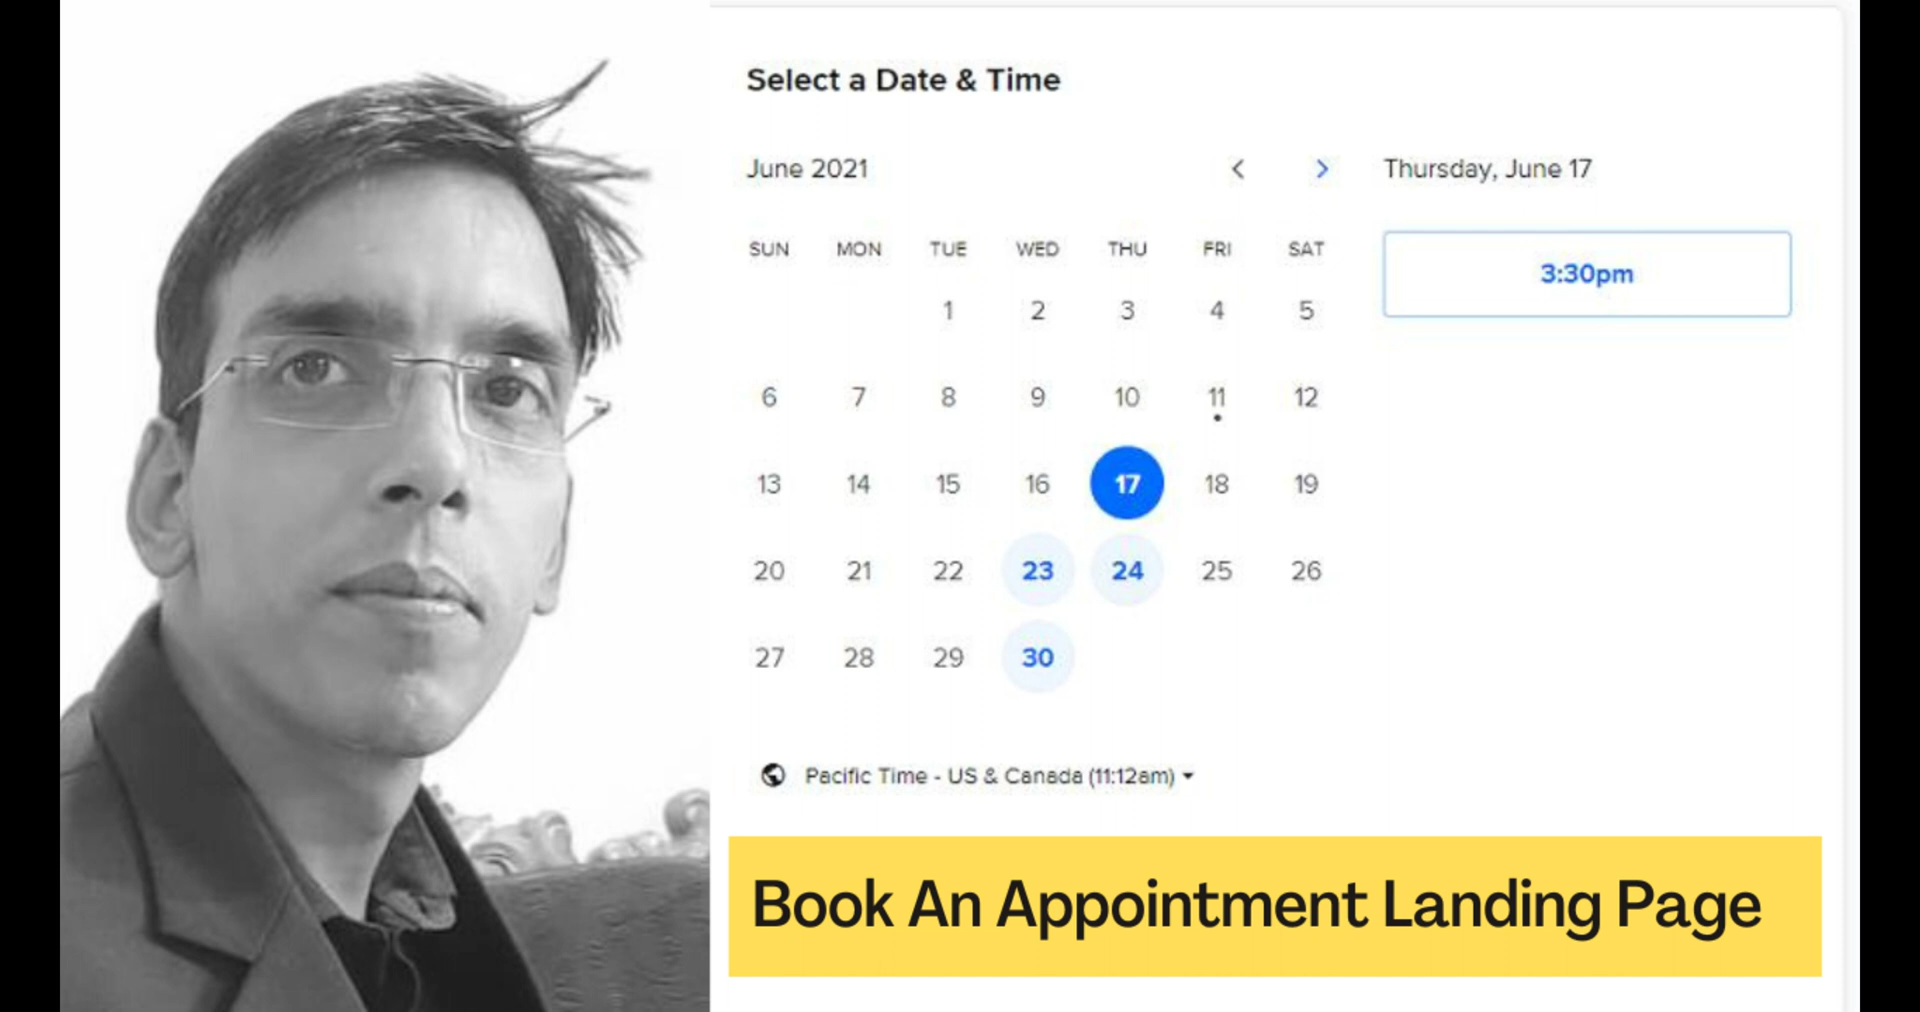 Select a Date & Time
June 2021
Thursday, June 17
SUN MON TUE WED THU FRI SAT
3:30pm
1 2 3 4 5
6 7 8 9 10 11 12
13 14 15 16 17 18 19
20 21 22 23 24 25 26
27 28 29 30
Pacific Time - US & Canada (11:12am)
Book An Appointment Landing Page